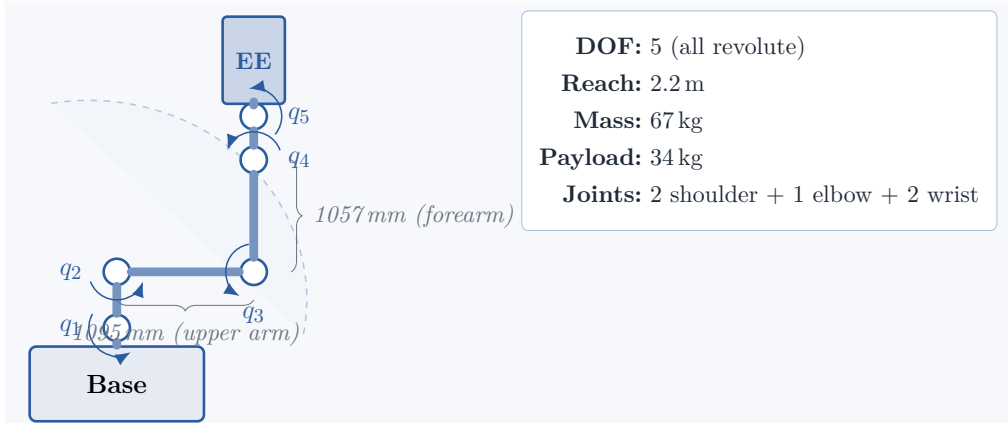 EE
q5
q4
1057 mm (forearm)
q2
q3
q1
1095 mm (upper arm)
Base
DOF: 5 (all revolute)
Reach: 2.2 m
Mass: 67 kg
Payload: 34 kg
Joints: 2 shoulder + 1 elbow + 2 wrist